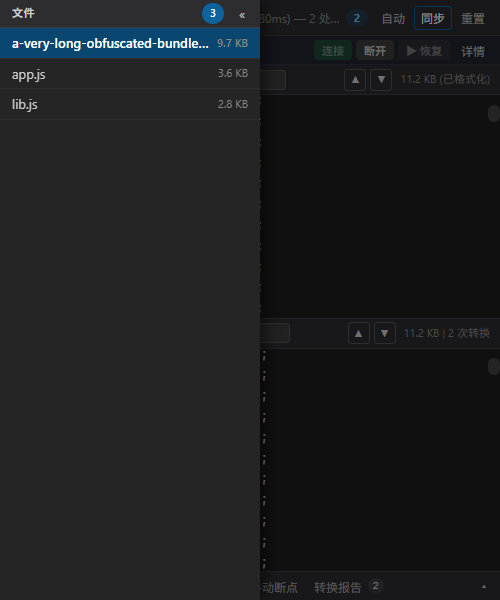 文件 3 «
a-very-long-obfuscated-bundle... 9.7 KB
app.js 3.6 KB
lib.js 2.8 KB
80ms) — 2 处... 2 自动 同步 重置
连接 断开 ▶ 恢复 详情
▲ ▼ 11.2 KB (已格式化)
▲ ▼ 11.2 KB | 2 次转换
;
;
;
;
;
;
;
;
;
;
;
动断点 转换报告 2 ▴